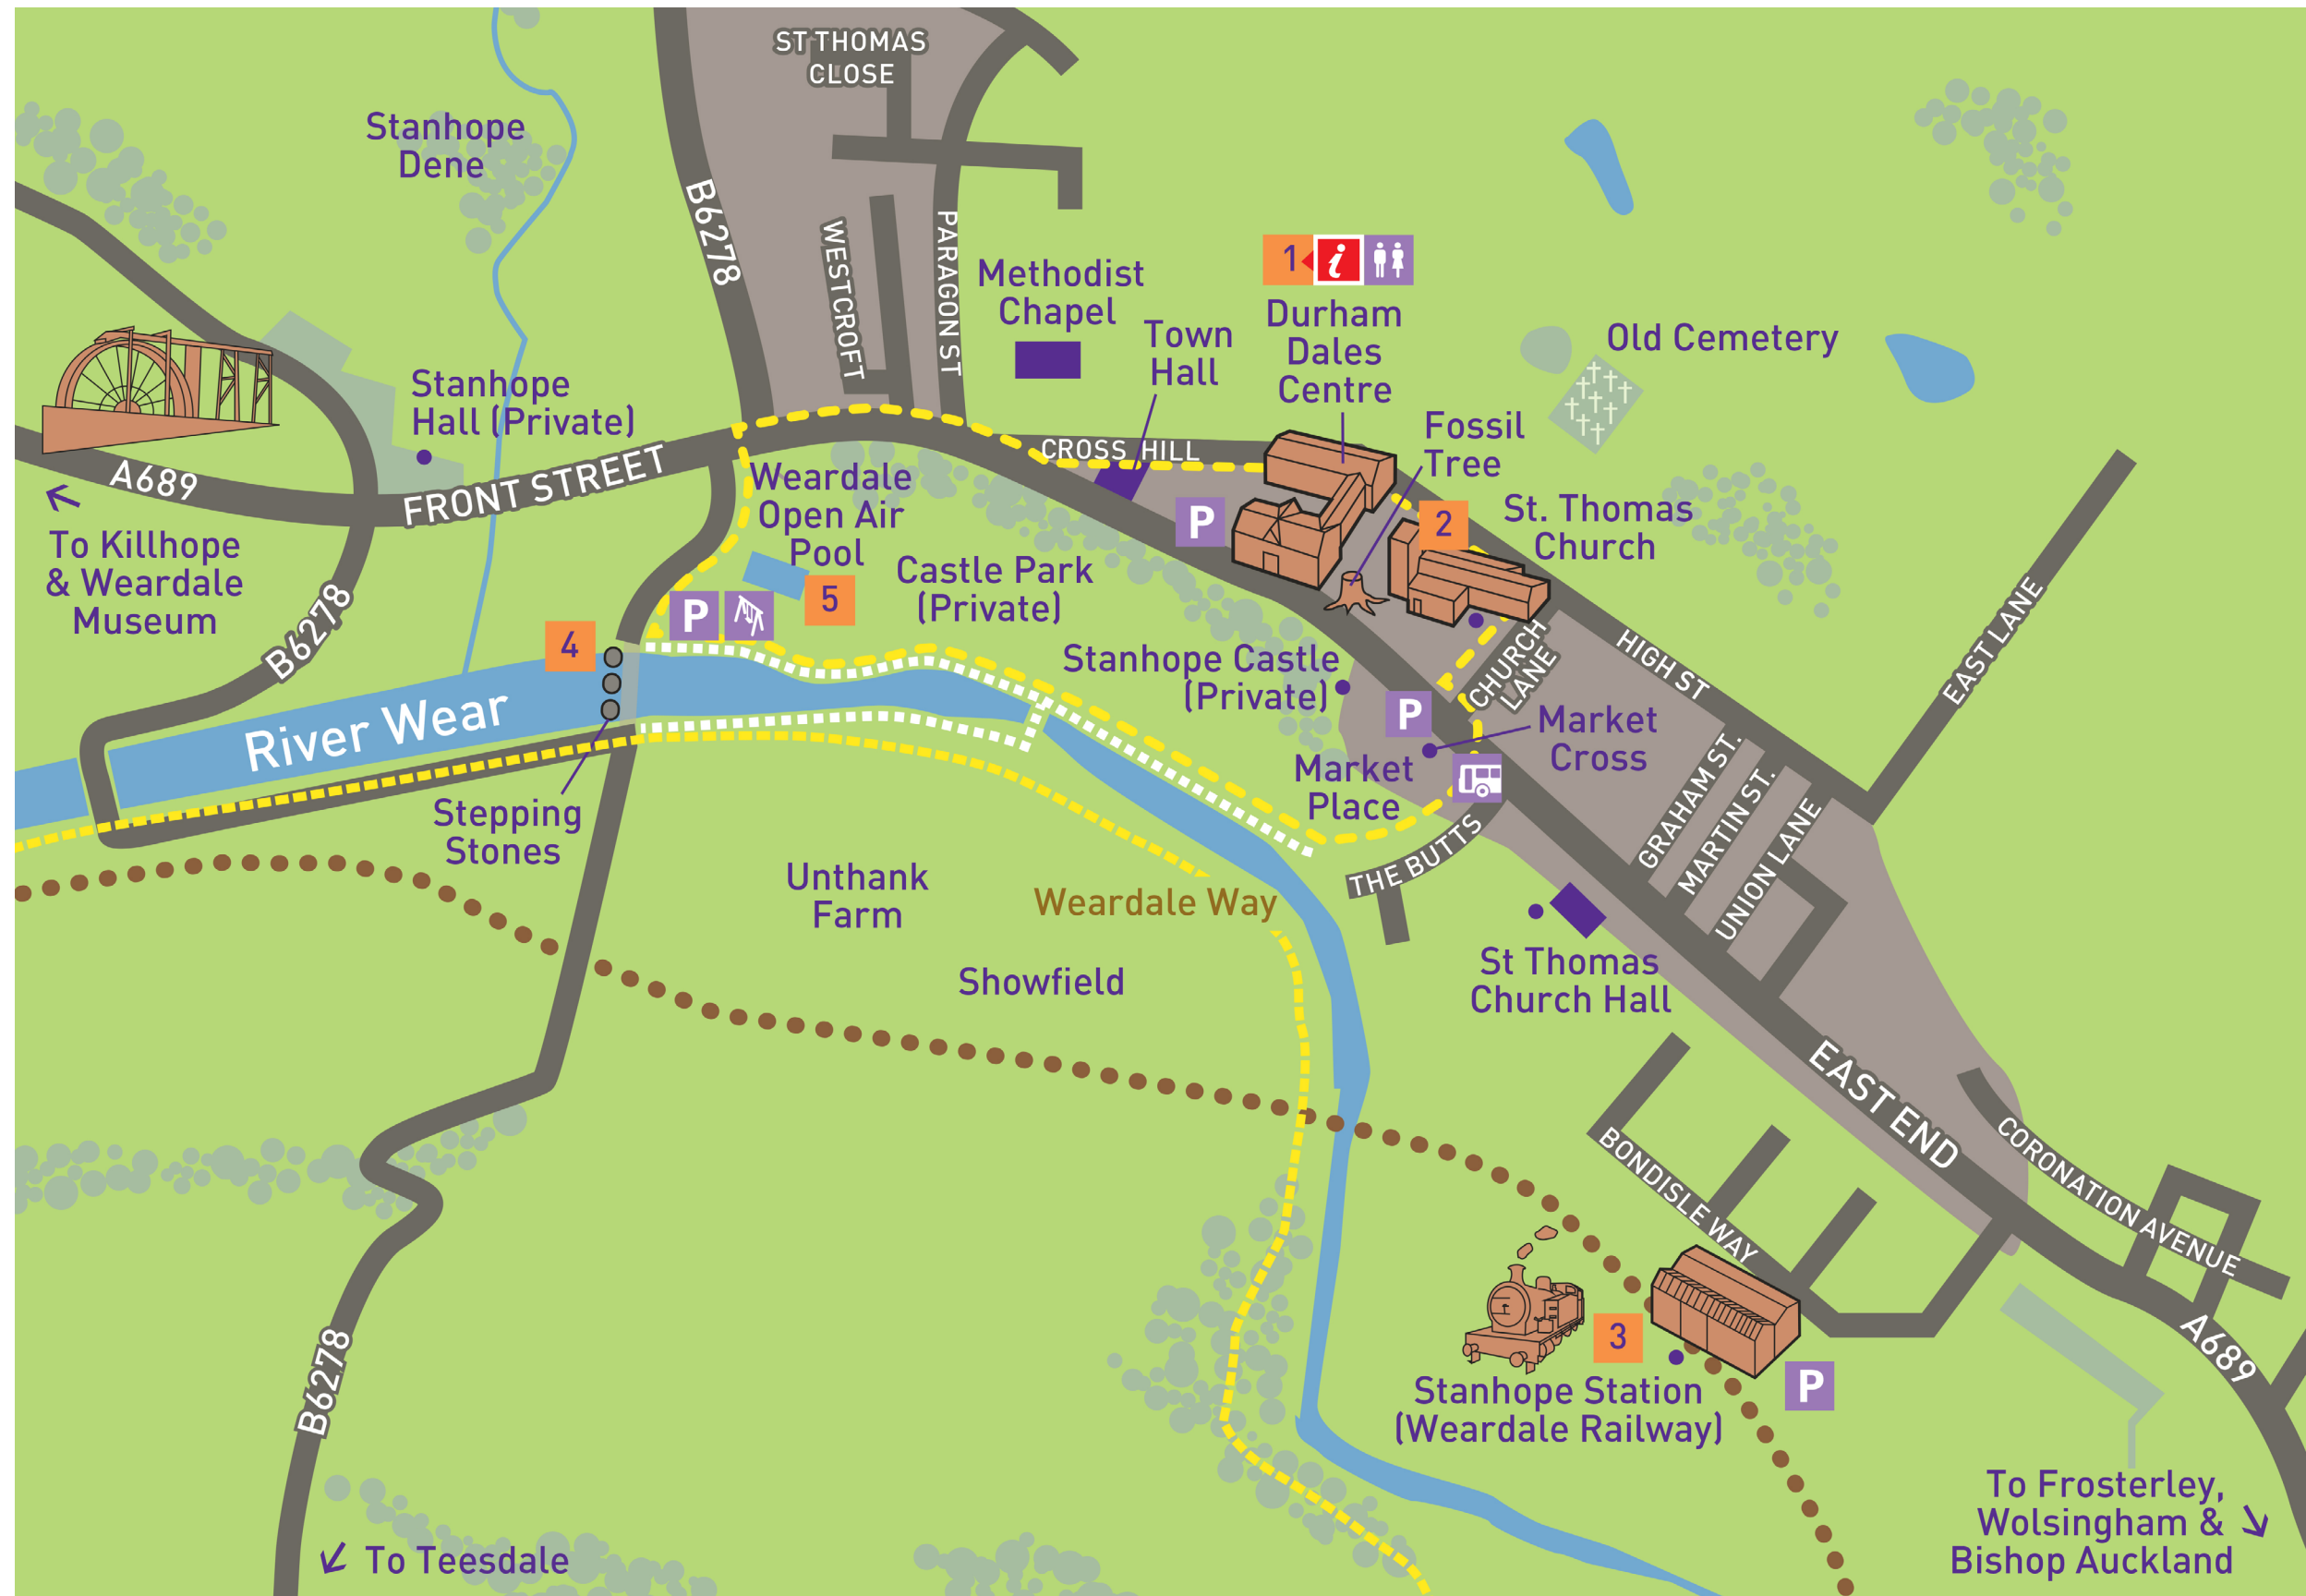 ST THOMAS
CLOSE
Stanhope
Dene
B6278
WESTCROFT
PARAGON ST
Methodist
Chapel
Town
Hall
1
i
Durham
Dales
Centre
Old Cemetery
Stanhope
Hall (Private)
Fossil
Tree
A689
FRONT STREET
CROSS HILL
To Killhope
& Weardale
Museum
Weardale
Open Air
Pool
P
2
St. Thomas
Church
Castle Park
(Private)
5
P
4
B6278
River Wear
Stepping
Stones
Stanhope Castle
(Private)
CHURCH
LANE
HIGH ST
EAST LANE
P
Market
Cross
Market
Place
GRAHAM ST.
MARTIN ST.
UNION LANE
THE BUTTS
Unthank
Farm
Weardale Way
Showfield
St Thomas
Church Hall
EAST END
CORONATION AVENUE
BONDISLE WAY
3
P
Stanhope Station
(Weardale Railway)
A689
B6278
To Teesdale
To Frosterley,
Wolsingham &
Bishop Auckland